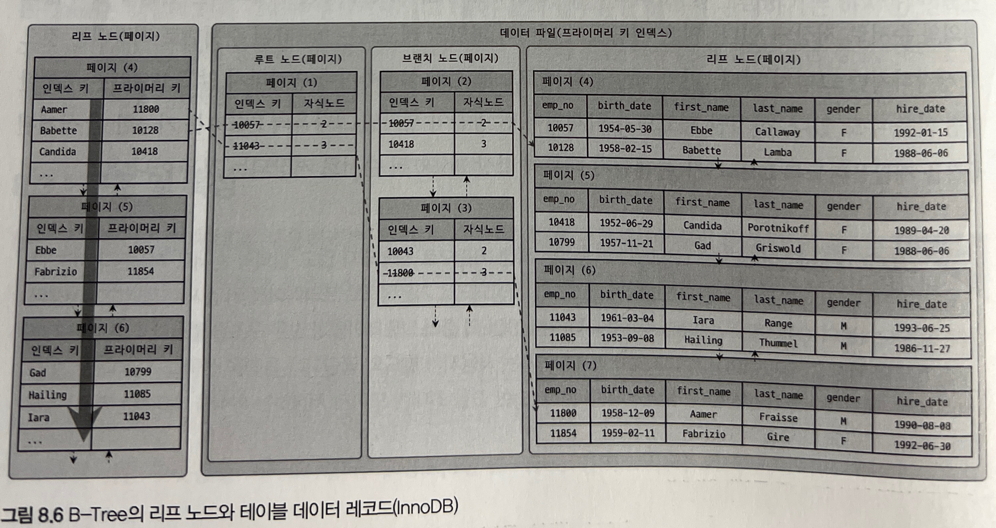 리프 노드(페이지)
페이지 (4)
인덱스 키 프라이머리 키
Aamer 11800
Babette 10128
Candida 10418
...
페이지 (5)
인덱스 키 프라이머리 키
Ebbe 10057
Fabrizio 11854
...
페이지 (6)
인덱스 키 프라이머리 키
Gad 10799
Hailing 11085
Iara 11043
...
데이터 파일(프라이머리 키 인덱스)
루트 노드(페이지)
페이지 (1)
인덱스 키 자식노드
10057 2
11043 3
...
브랜치 노드(페이지)
페이지 (2)
인덱스 키 자식노드
10057 2
10418 3
...
페이지 (3)
인덱스 키 자식노드
10043 2
11800 3
...
리프 노드(페이지)
페이지 (4)
emp_no birth_date first_name last_name gender hire_date
10057 1954-05-30 Ebbe Callaway F 1992-01-15
10128 1958-02-15 Babette Lamba F 1988-06-06
페이지 (5)
emp_no birth_date first_name last_name gender hire_date
10418 1952-06-29 Candida Porotnikoff F 1989-04-20
10799 1957-11-21 Gad Griswold F 1988-06-06
페이지 (6)
emp_no birth_date first_name last_name gender hire_date
11043 1961-03-04 Iara Range M 1993-06-25
11085 1953-09-08 Hailing Thummel M 1986-11-27
페이지 (7)
emp_no birth_date first_name last_name gender hire_date
11800 1958-12-09 Aamer Fraisse M 1990-08-08
11854 1959-02-11 Fabrizio Gire F 1992-06-30
그림 8.6 B-Tree의 리프 노드와 테이블 데이터 레코드(InnoDB)